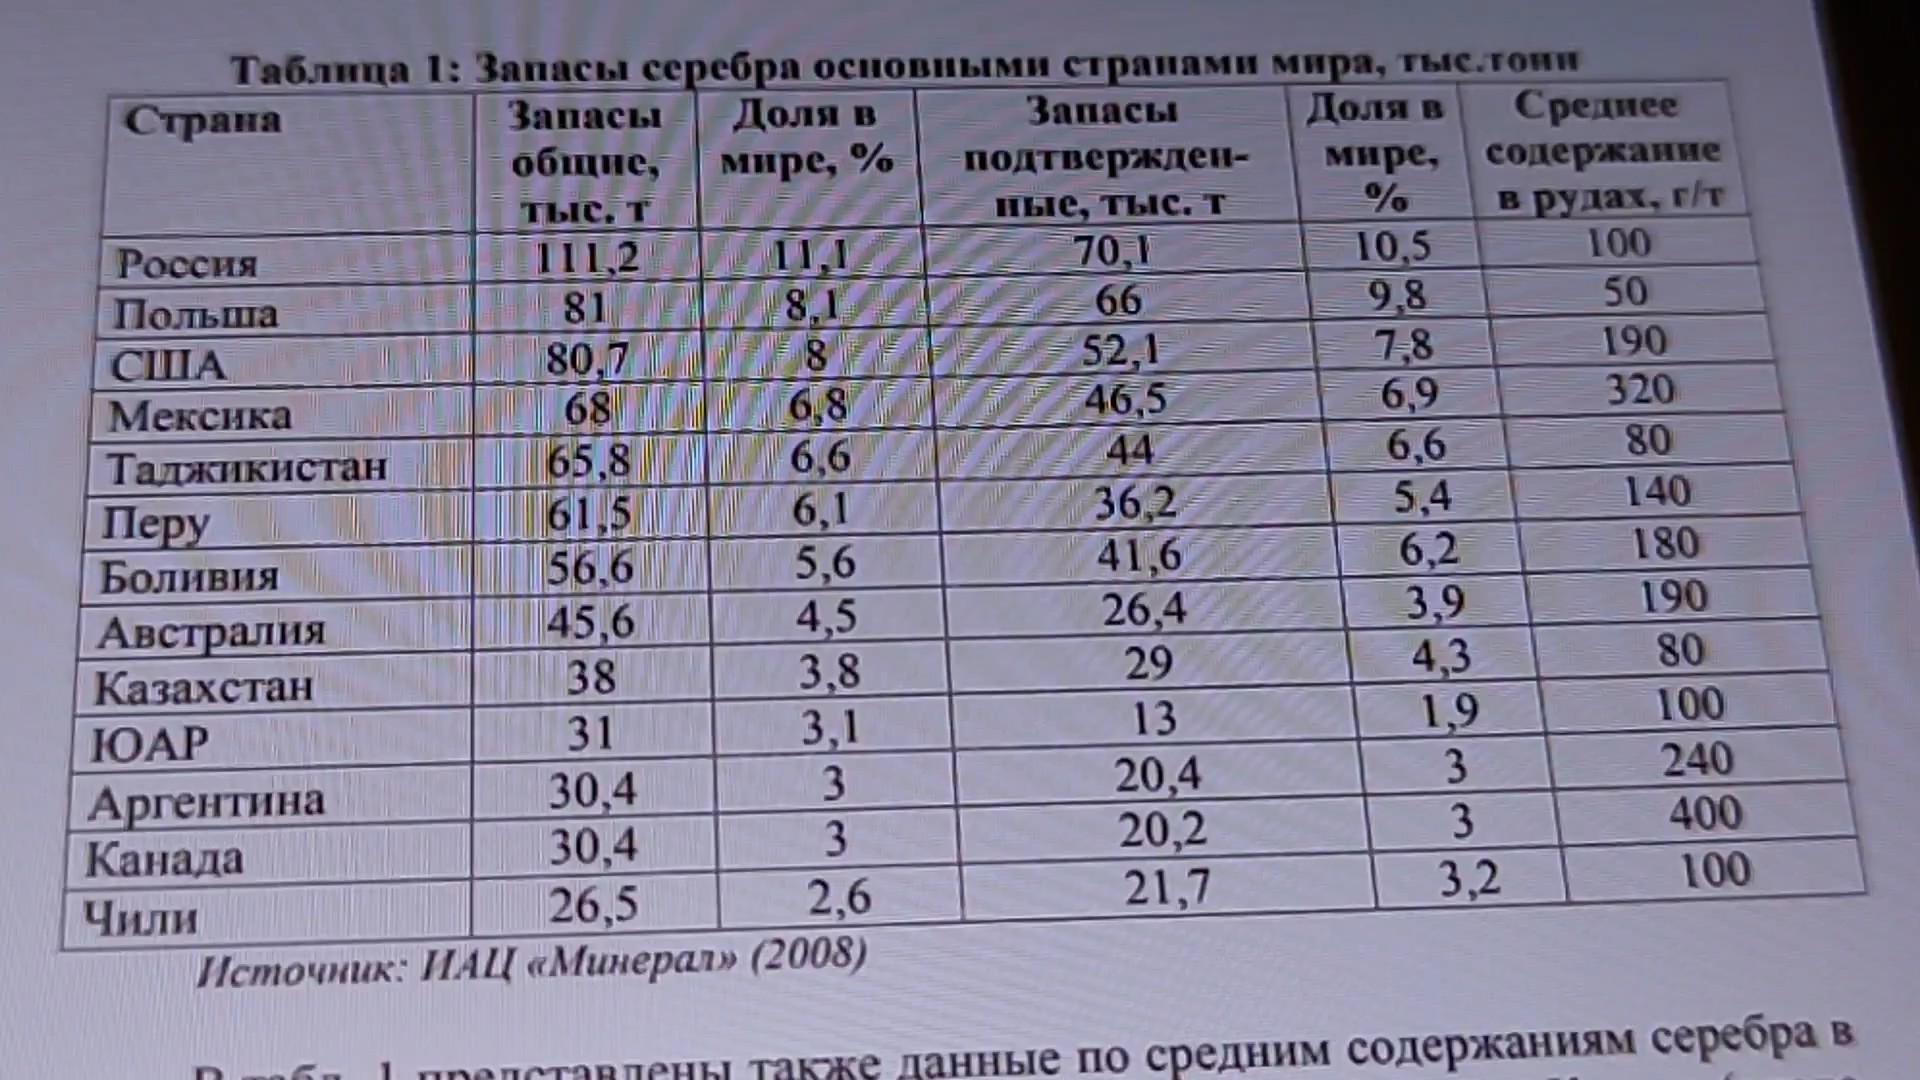 Таблица 1: Запасы серебра основными странами мира, тыс.тонн
Страна Запасы общие, тыс. т Доля в мире, % Запасы подтвержден- ные, тыс. т Доля в мире, % Среднее содержание в рудах, г/т
Россия 111,2 11,1 70,1 10,5 100
Польша 81 8,1 66 9,8 50
США 80,7 8 52,1 7,8 190
Мексика 68 6,8 46,5 6,9 320
Таджикистан 65,8 6,6 44 6,6 80
Перу 61,5 6,1 36,2 5,4 140
Боливия 56,6 5,6 41,6 6,2 180
Австралия 45,6 4,5 26,4 3,9 190
Казахстан 38 3,8 29 4,3 80
ЮАР 31 3,1 13 1,9 100
Аргентина 30,4 3 20,4 3 240
Канада 30,4 3 20,2 3 400
Чили 26,5 2,6 21,7 3,2 100
Источник: ИАЦ «Минерал» (2008)
В табл. 1 представлены также данные по средним содержаниям серебра в